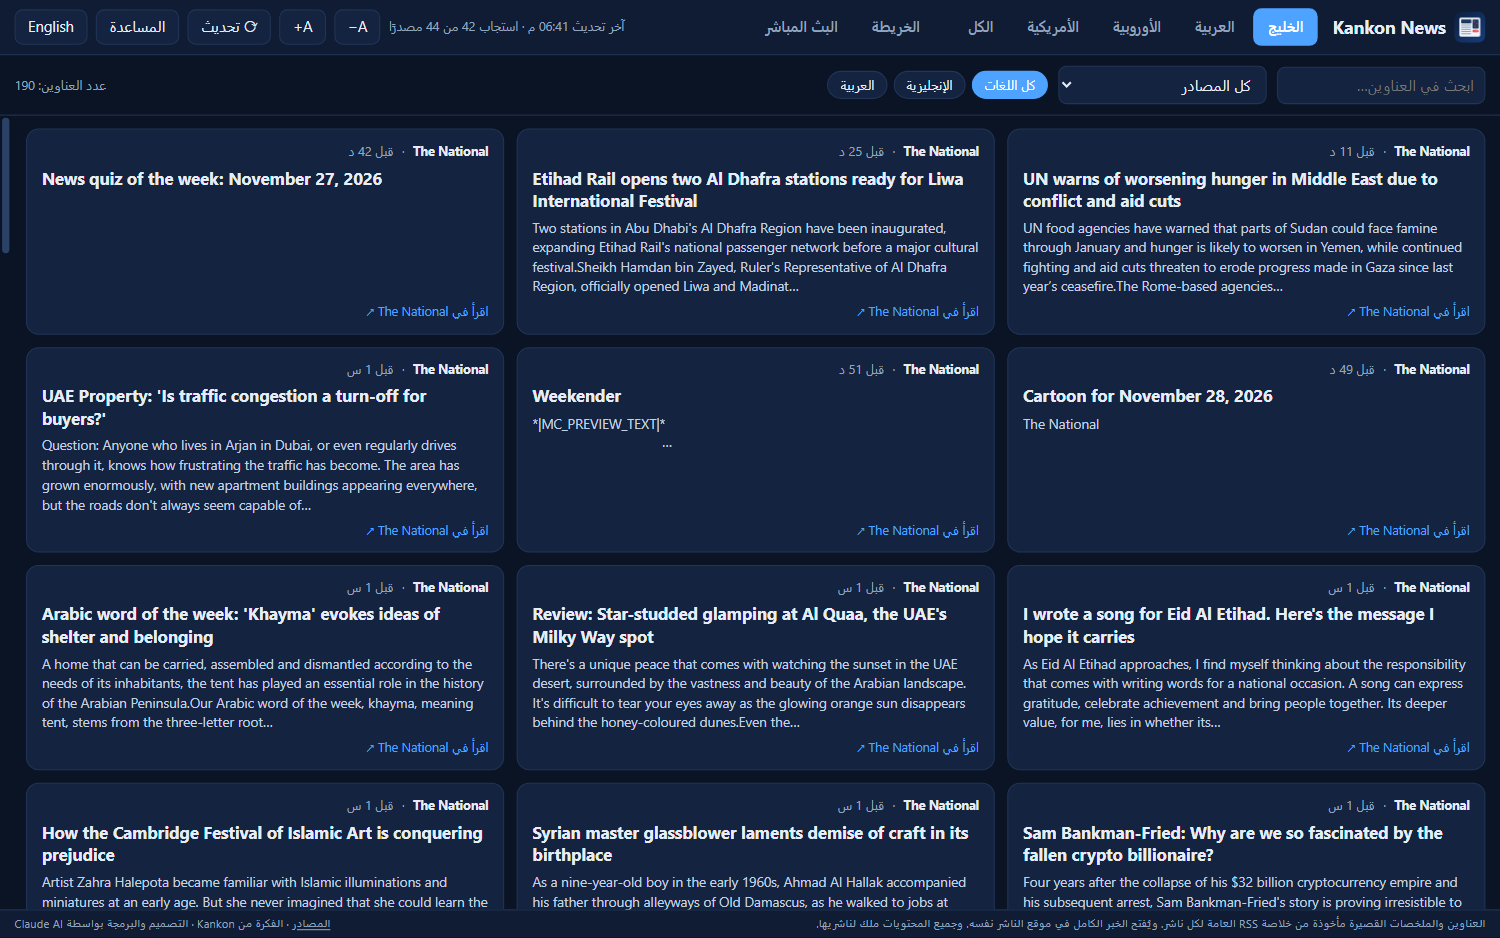 Kankon News
الخليج
العربية
الأوروبية
الأمريكية
الكل
الخريطة
البث المباشر
آخر تحديث 06:41 م · استجاب 42 من 44 مصدرًا
A−
A+
⟳ تحديث
المساعدة
English
ابحث في العناوين...
كل المصادر
كل اللغات
الإنجليزية
العربية
عدد العناوين: 190
The National · قبل 11 د
UN warns of worsening hunger in Middle East due to
conflict and aid cuts
UN food agencies have warned that parts of Sudan could face famine
through January and hunger is likely to worsen in Yemen, while continued
fighting and aid cuts threaten to erode progress made in Gaza since last
year's ceasefire.The Rome-based agencies...
اقرأ في The National ↗
The National · قبل 25 د
Etihad Rail opens two Al Dhafra stations ready for Liwa
International Festival
Two stations in Abu Dhabi's Al Dhafra Region have been inaugurated,
expanding Etihad Rail's national passenger network before a major cultural
festival.Sheikh Hamdan bin Zayed, Ruler's Representative of Al Dhafra
Region, officially opened Liwa and Madinat...
اقرأ في The National ↗
The National · قبل 42 د
News quiz of the week: November 27, 2026
اقرأ في The National ↗
The National · قبل 49 د
Cartoon for November 28, 2026
The National
اقرأ في The National ↗
The National · قبل 51 د
Weekender
*|MC_PREVIEW_TEXT|*
...
اقرأ في The National ↗
The National · قبل 1 س
UAE Property: 'Is traffic congestion a turn-off for
buyers?'
Question: Anyone who lives in Arjan in Dubai, or even regularly drives
through it, knows how frustrating the traffic has become. The area has
grown enormously, with new apartment buildings appearing everywhere,
but the roads don't always seem capable of...
اقرأ في The National ↗
The National · قبل 1 س
I wrote a song for Eid Al Etihad. Here's the message I
hope it carries
As Eid Al Etihad approaches, I find myself thinking about the responsibility
that comes with writing words for a national occasion. A song can express
gratitude, celebrate achievement and bring people together. Its deeper
value, for me, lies in whether its...
اقرأ في The National ↗
The National · قبل 1 س
Review: Star-studded glamping at Al Quaa, the UAE's
Milky Way spot
There's a unique peace that comes with watching the sunset in the UAE
desert, surrounded by the vastness and beauty of the Arabian landscape.
It's difficult to tear your eyes away as the glowing orange sun disappears
behind the honey-coloured dunes.Even the...
اقرأ في The National ↗
The National · قبل 1 س
Arabic word of the week: 'Khayma' evokes ideas of
shelter and belonging
A home that can be carried, assembled and dismantled according to the
needs of its inhabitants, the tent has played an essential role in the history
of the Arabian Peninsula.Our Arabic word of the week, khayma, meaning
tent, stems from the three-letter root...
اقرأ في The National ↗
The National · قبل 1 س
Sam Bankman-Fried: Why are we so fascinated by the
fallen crypto billionaire?
Four years after the collapse of his $32 billion cryptocurrency empire and
his subsequent arrest, Sam Bankman-Fried's story is proving irresistible to
The National · قبل 1 س
Syrian master glassblower laments demise of craft in its
birthplace
As a nine-year-old boy in the early 1960s, Ahmad Al Hallak accompanied
his father through alleyways of Old Damascus, as he walked to jobs at
The National · قبل 1 س
How the Cambridge Festival of Islamic Art is conquering
prejudice
Artist Zahra Halepota became familiar with Islamic illuminations and
miniatures at an early age. But she never imagined that she could learn the
العناوين والملخصات القصيرة مأخوذة من خلاصة RSS العامة لكل ناشر. ويُفتح الخبر الكامل في موقع الناشر نفسه. وجميع المحتويات ملك لناشريها.
المصادر · الفكرة من Kankon · التصميم والبرمجة بواسطة Claude AI